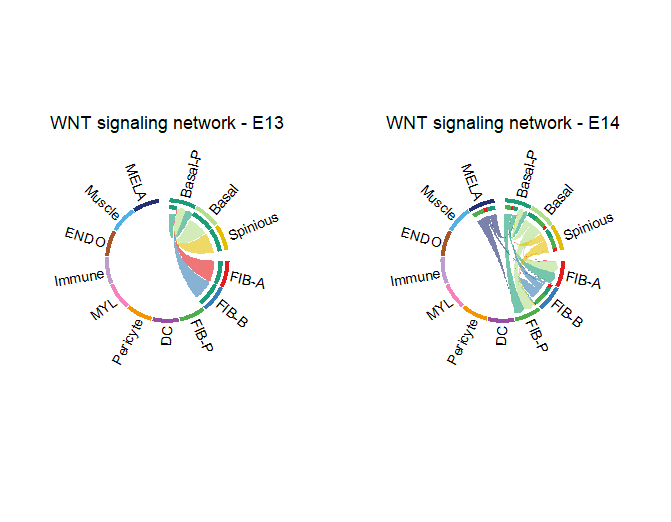 WNT signaling network - E13
Basal-P
Basal
Spinious
FIB-A
FIB-B
FIB-P
DC
Pericyte
MYL
Immune
ENDO
Muscle
MELA
WNT signaling network - E14
Basal-P
Basal
Spinious
FIB-A
FIB-B
FIB-P
DC
Pericyte
MYL
Immune
ENDO
Muscle
MELA